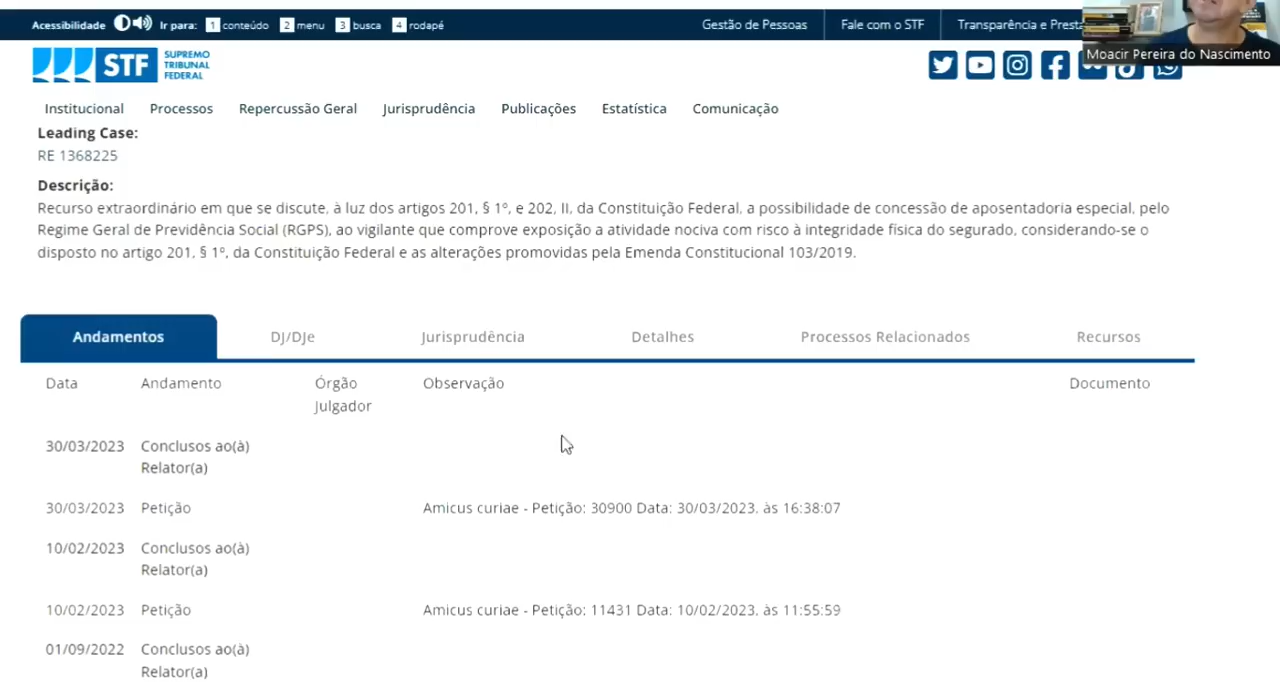 Acessibilidade Ir para: 1 conteúdo 2 menu 3 busca 4 rodapé Gestão de Pessoas Fale com o STF Transparência e Presta
Moacir Pereira do Nascimento
STF SUPREMO
TRIBUNAL
FEDERAL
Institucional Processos Repercussão Geral Jurisprudência Publicações Estatística Comunicação
Leading Case:
RE 1368225
Descrição:
Recurso extraordinário em que se discute, à luz dos artigos 201, § 1º, e 202, II, da Constituição Federal, a possibilidade de concessão de aposentadoria especial, pelo
Regime Geral de Previdência Social (RGPS), ao vigilante que comprove exposição a atividade nociva com risco à integridade física do segurado, considerando-se o
disposto no artigo 201, § 1º, da Constituição Federal e as alterações promovidas pela Emenda Constitucional 103/2019.
Andamentos DJ/DJe Jurisprudência Detalhes Processos Relacionados Recursos
Data Andamento Órgão Observação Documento
Julgador
30/03/2023 Conclusos ao(à)
Relator(a)
30/03/2023 Petição Amicus curiae - Petição: 30900 Data: 30/03/2023, às 16:38:07
10/02/2023 Conclusos ao(à)
Relator(a)
10/02/2023 Petição Amicus curiae - Petição: 11431 Data: 10/02/2023, às 11:55:59
01/09/2022 Conclusos ao(à)
Relator(a)